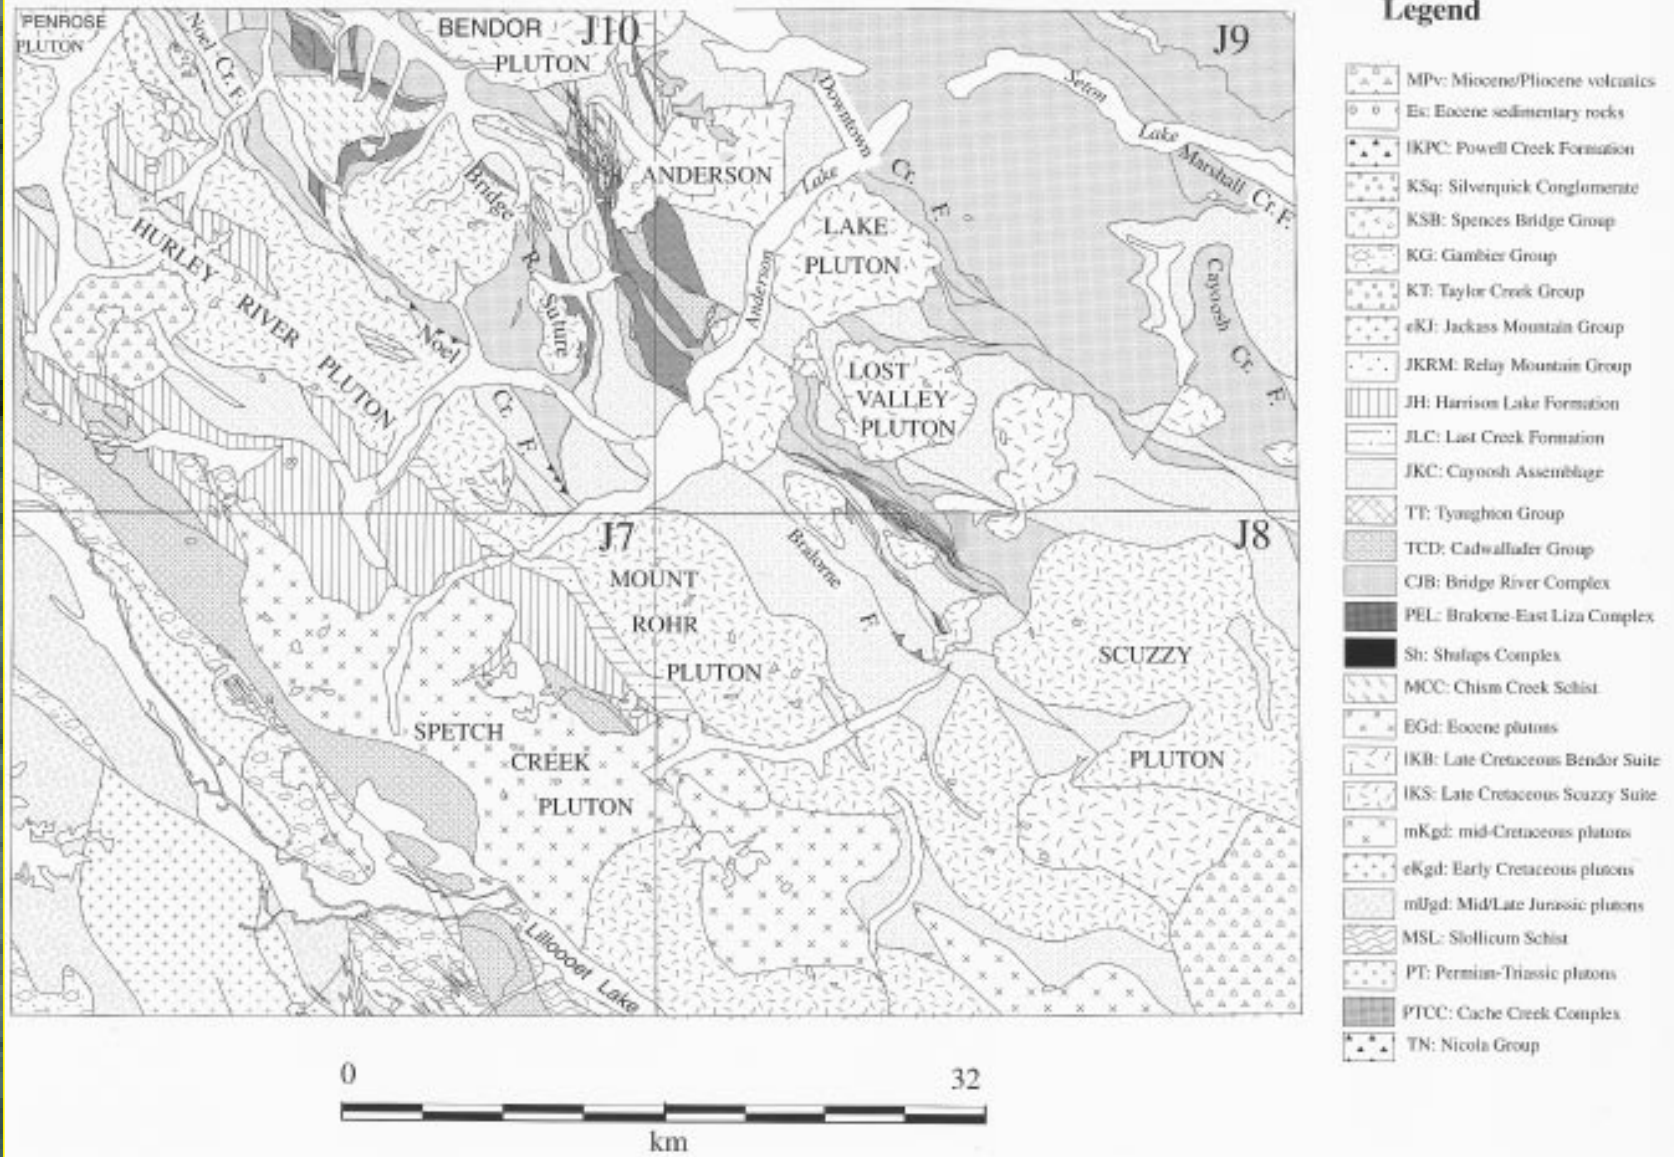 PENROSE
PLUTON
Noel Cr. F.
BENDOR
PLUTON
J10
J9
Downtown
Cr.
F.
Seton
Lake
Marshall
Cr. F.
ANDERSON
Lake
LAKE
PLUTON
Anderson
Bridge
R.
Suture
HURLEY
RIVER
PLUTON
Noel
Cr.
F.
Cayoosh
Cr.
F.
LOST
VALLEY
PLUTON
J7
J8
MOUNT
ROHR
PLUTON
Bralorne
F.
SCUZZY
PLUTON
SPETCH
CREEK
PLUTON
Lillooet Lake
0
32
km
Legend
MPv: Miocene/Pliocene volcanics
Es: Eocene sedimentary rocks
lKPC: Powell Creek Formation
KSq: Silverquick Conglomerate
KSB: Spences Bridge Group
KG: Gambier Group
KT: Taylor Creek Group
eKJ: Jackass Mountain Group
JKRM: Relay Mountain Group
JH: Harrison Lake Formation
JLC: Last Creek Formation
JKC: Cayoosh Assemblage
TT: Tyaughton Group
TCD: Cadwallader Group
CJB: Bridge River Complex
PEL: Bralorne-East Liza Complex
Sh: Shulaps Complex
MCC: Chism Creek Schist
EGd: Eocene plutons
lKB: Late Cretaceous Bendor Suite
lKS: Late Cretaceous Scuzzy Suite
mKgd: mid-Cretaceous plutons
eKgd: Early Cretaceous plutons
mlJgd: Mid/Late Jurassic plutons
MSL: Slollicum Schist
PT: Permian-Triassic plutons
PTCC: Cache Creek Complex
TN: Nicola Group